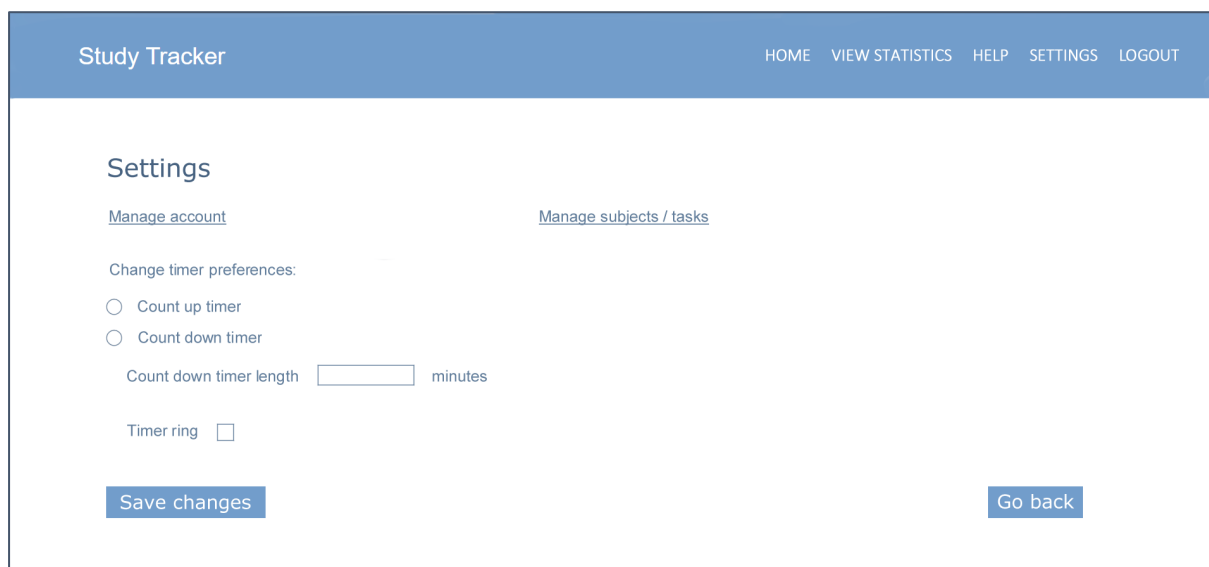 Study Tracker HOME VIEW STATISTICS HELP SETTINGS LOGOUT
Settings
Manage account Manage subjects / tasks
Change timer preferences:
Count up timer
Count down timer
Count down timer length minutes
Timer ring
Save changes Go back